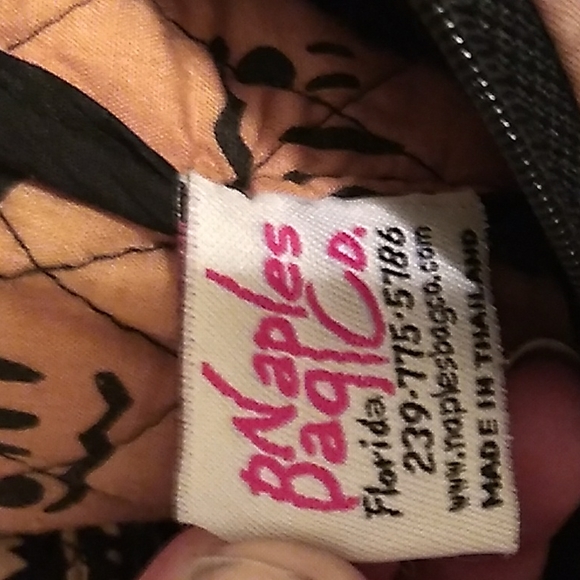 Naples
Bag Co.
Florida
239-775-5786
www.naplesbagco.com
MADE IN THAILAND